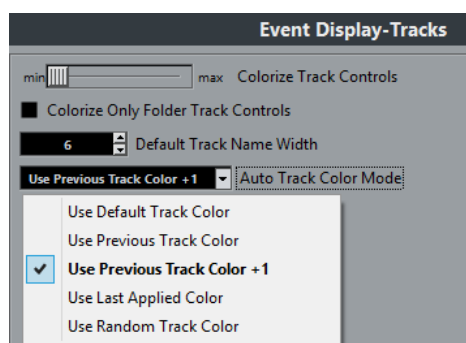 Event Display-Tracks
min max Colorize Track Controls
Colorize Only Folder Track Controls
6 Default Track Name Width
Use Previous Track Color +1 Auto Track Color Mode
Use Default Track Color
Use Previous Track Color
Use Previous Track Color +1
Use Last Applied Color
Use Random Track Color